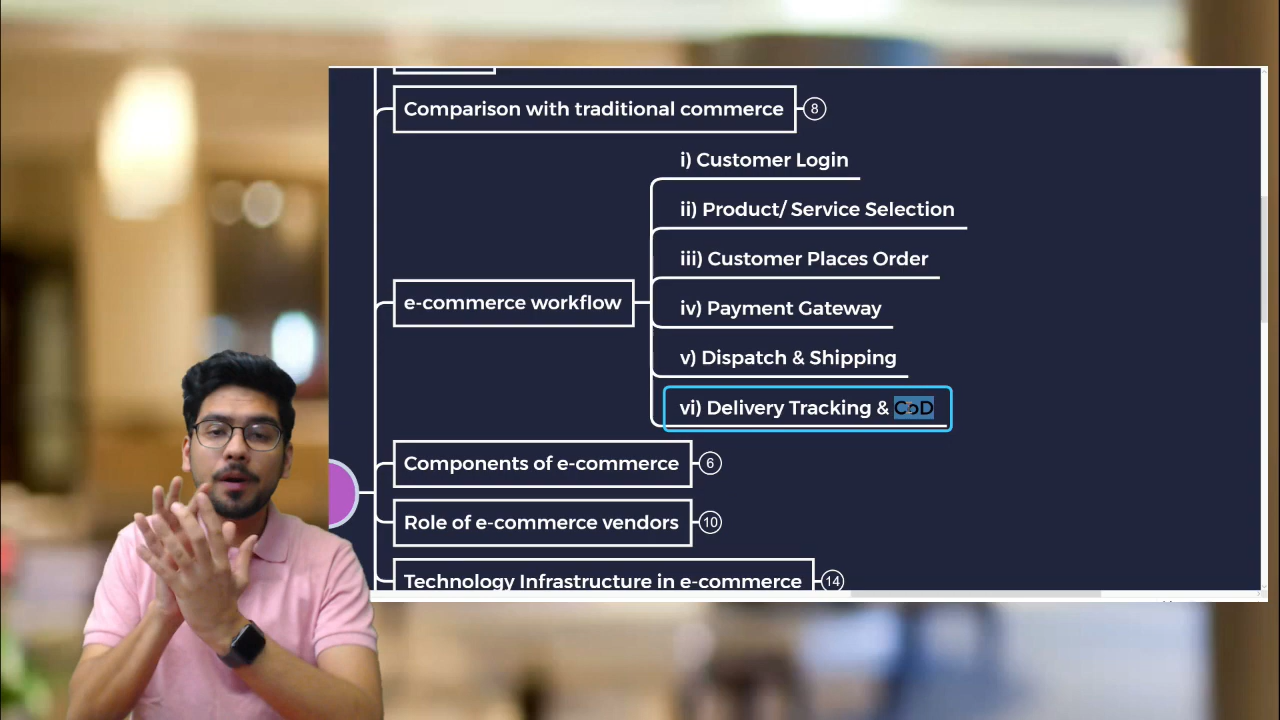 Comparison with traditional commerce
8
i) Customer Login
ii) Product/ Service Selection
iii) Customer Places Order
e-commerce workflow
iv) Payment Gateway
v) Dispatch & Shipping
vi) Delivery Tracking & CoD
Components of e-commerce
6
Role of e-commerce vendors
10
Technology Infrastructure in e-commerce
14